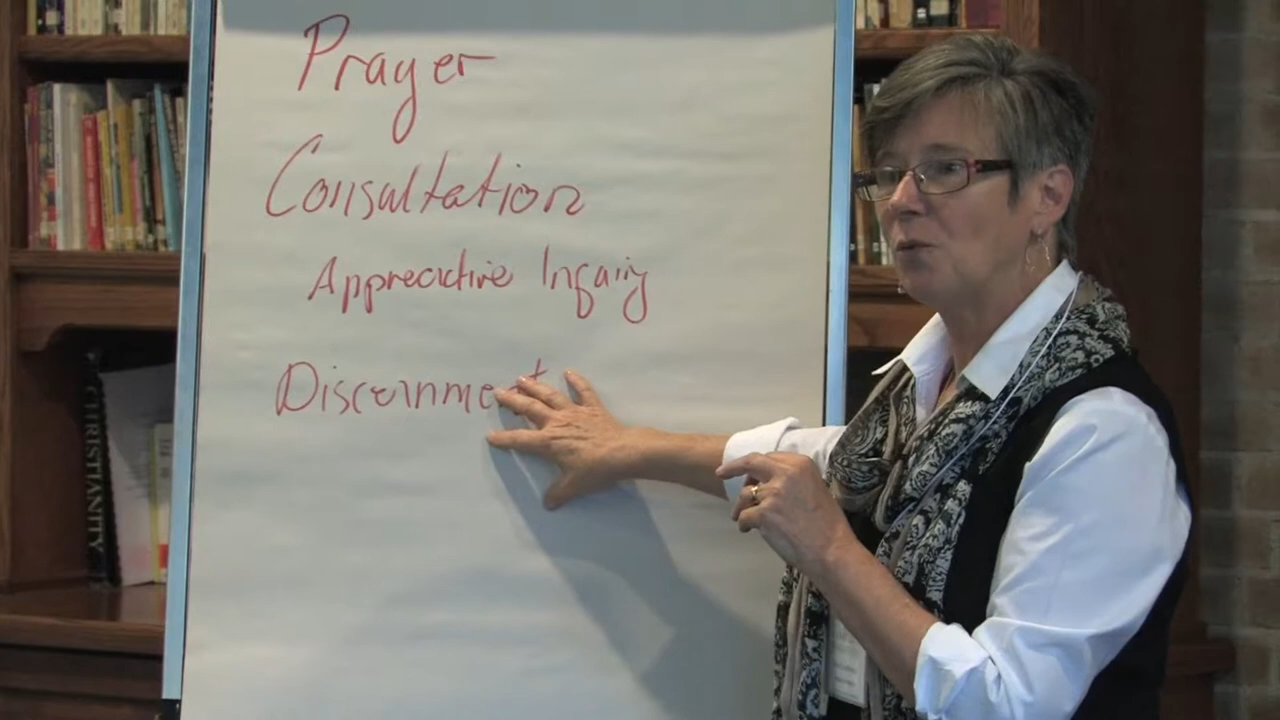 Prayer
Consultation
Appreciative Inquiry
Discernment
CHRISTIANITY